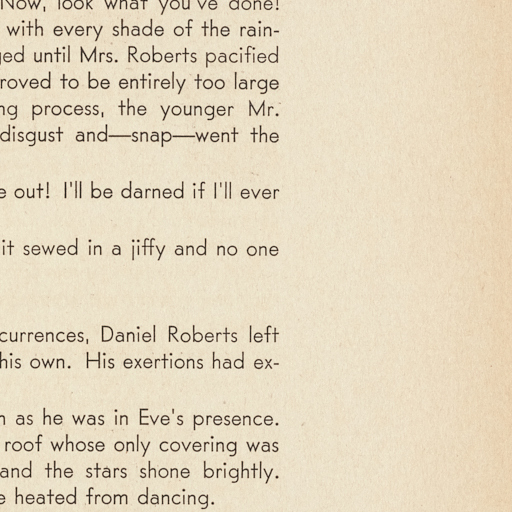 Now, look what you've done!
with every shade of the rain-
ged until Mrs. Roberts pacified
roved to be entirely too large
ng process, the younger Mr.
disgust and—snap—went the
e out! I'll be darned if I'll ever
it sewed in a jiffy and no one
currences, Daniel Roberts left
his own. His exertions had ex-
n as he was in Eve's presence.
roof whose only covering was
and the stars shone brightly.
e heated from dancing.